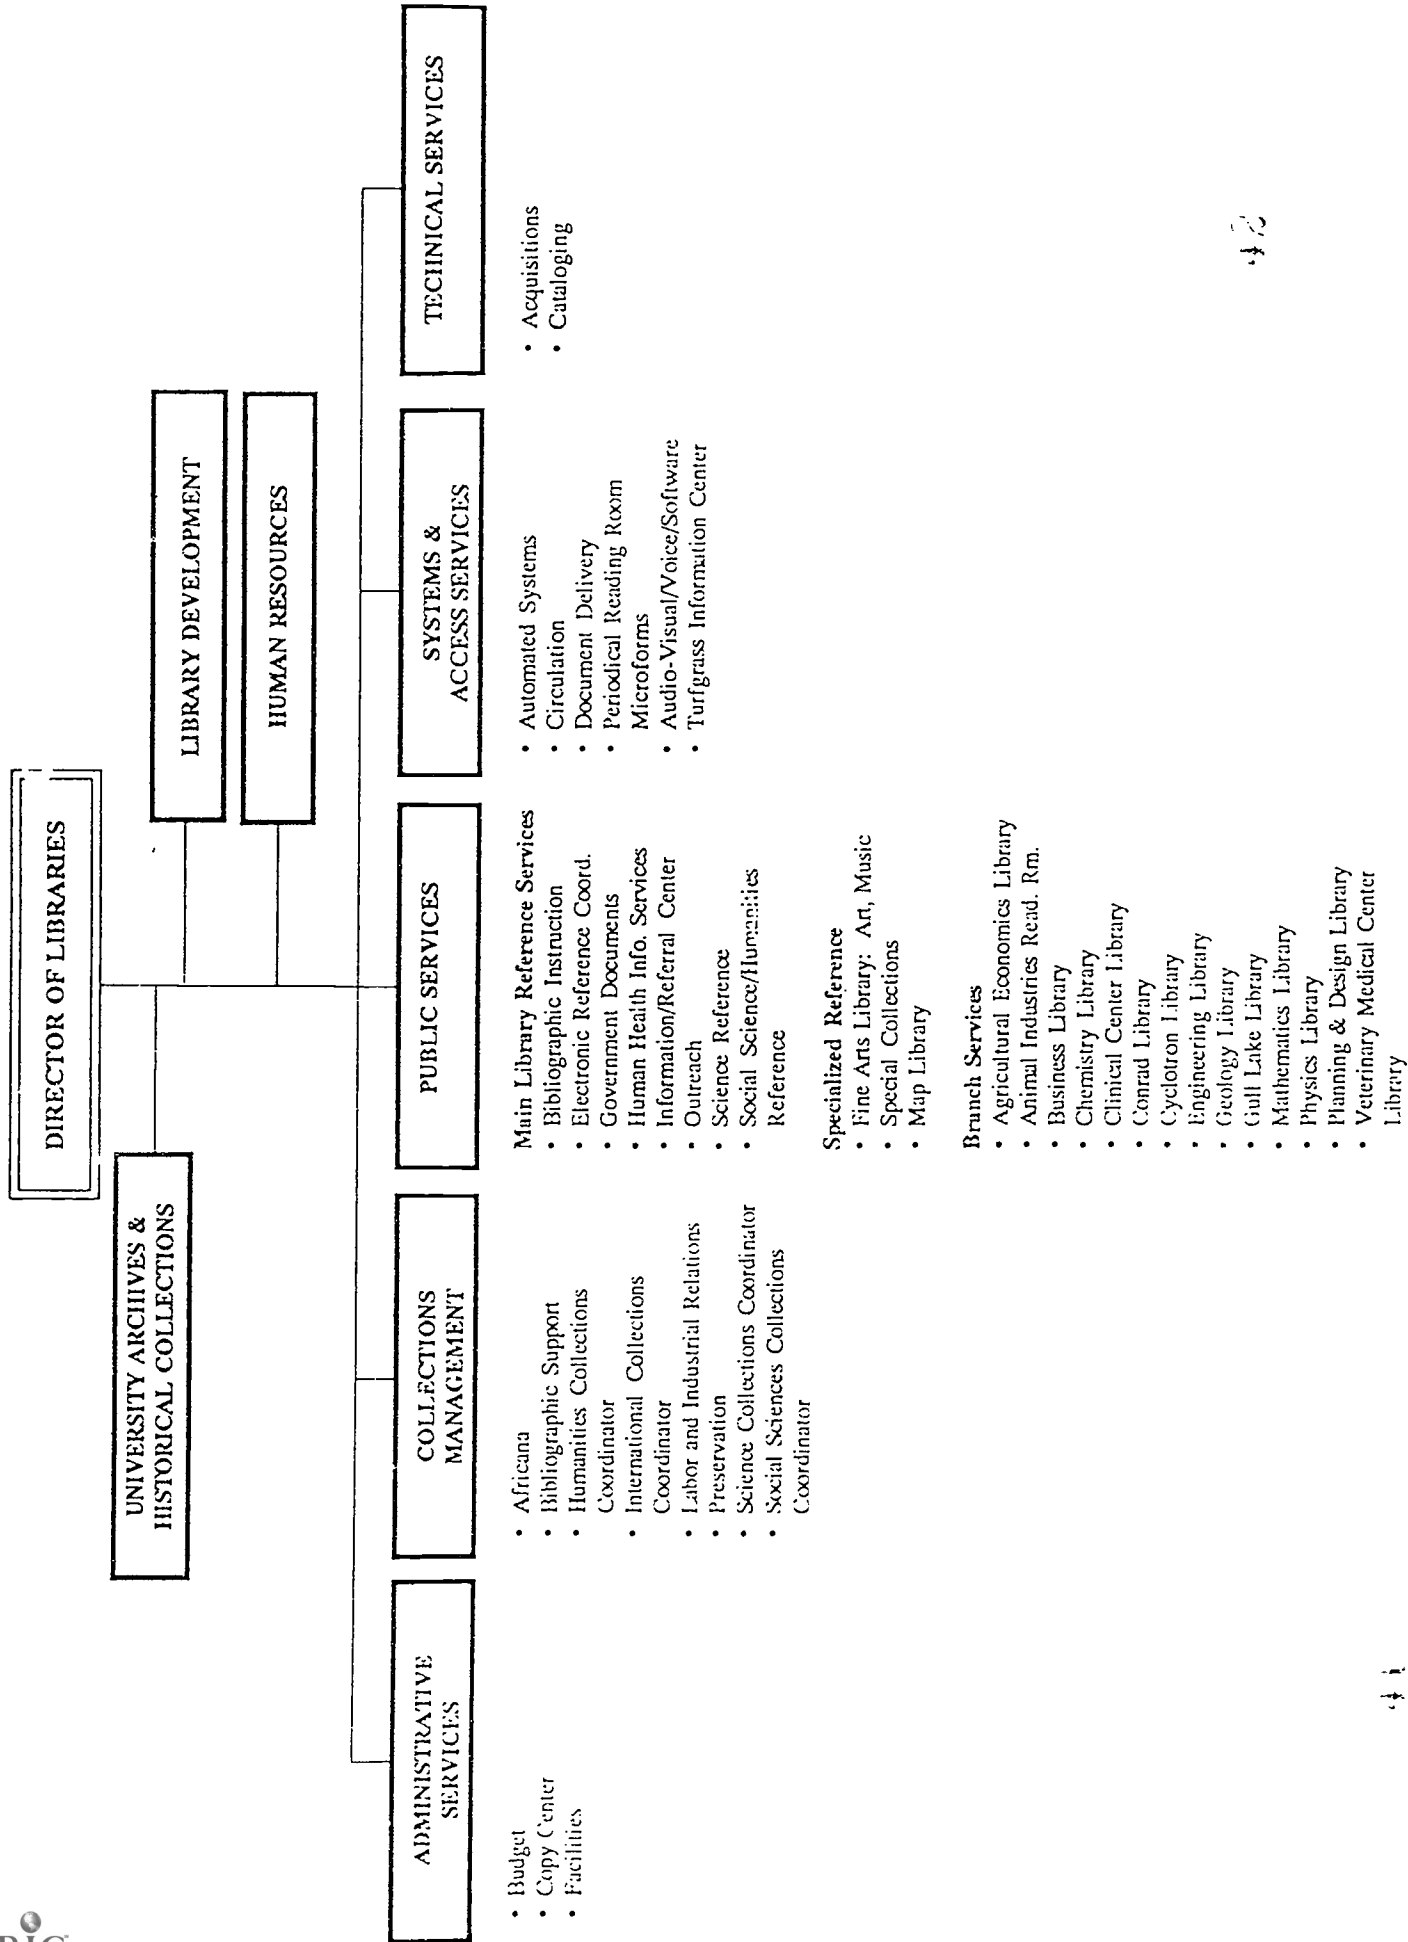 DIRECTOR OF LIBRARIES
UNIVERSITY ARCHIVES &
HISTORICAL COLLECTIONS
LIBRARY DEVELOPMENT
HUMAN RESOURCES
ADMINISTRATIVE
SERVICES
• Budget
• Copy Center
• Facilities
COLLECTIONS
MANAGEMENT
• Africana
• Bibliographic Support
• Humanities Collections
Coordinator
• International Collections
Coordinator
• Labor and Industrial Relations
• Preservation
• Science Collections Coordinator
• Social Sciences Collections
Coordinator
PUBLIC SERVICES
Main Library Reference Services
• Bibliographic Instruction
• Electronic Reference Coord.
• Government Documents
• Human Health Info. Services
• Information/Referral Center
• Outreach
• Science Reference
• Social Science/Humanities
Reference
Specialized Reference
• Fine Arts Library: Art, Music
• Special Collections
• Map Library
Branch Services
• Agricultural Economics Library
• Animal Industries Read. Rm.
• Business Library
• Chemistry Library
• Clinical Center Library
• Conrad Library
• Cyclotron Library
• Engineering Library
• Geology Library
• Gull Lake Library
• Mathematics Library
• Physics Library
• Planning & Design Library
• Veterinary Medical Center
Library
SYSTEMS &
ACCESS SERVICES
• Automated Systems
• Circulation
• Document Delivery
• Periodical Reading Room
Microforms
• Audio-Visual/Voice/Software
• Turfgrass Information Center
TECHNICAL SERVICES
• Acquisitions
• Cataloging